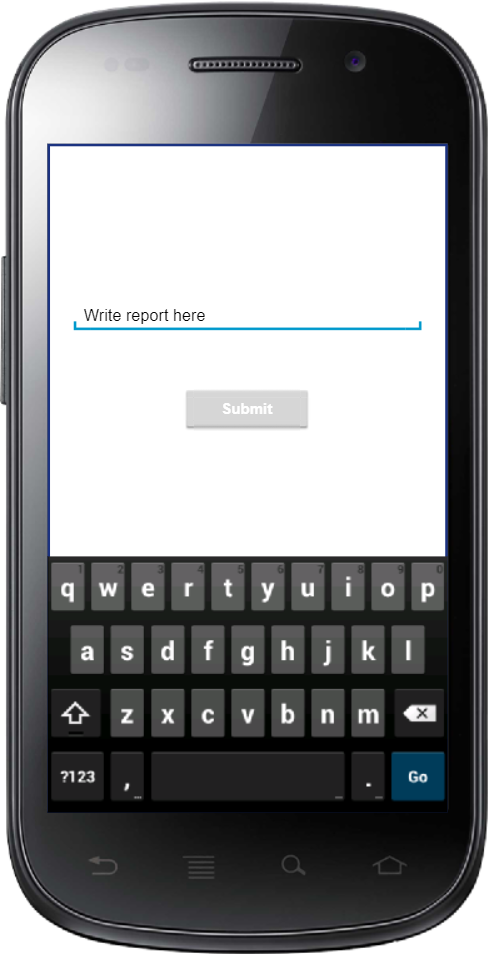 Write report here
Submit
1 2 3 4 5 6 7 8 9 0
q w e r t y u i o p
a s d f g h j k l
z x c v b n m
?123 , ... ... . ... Go